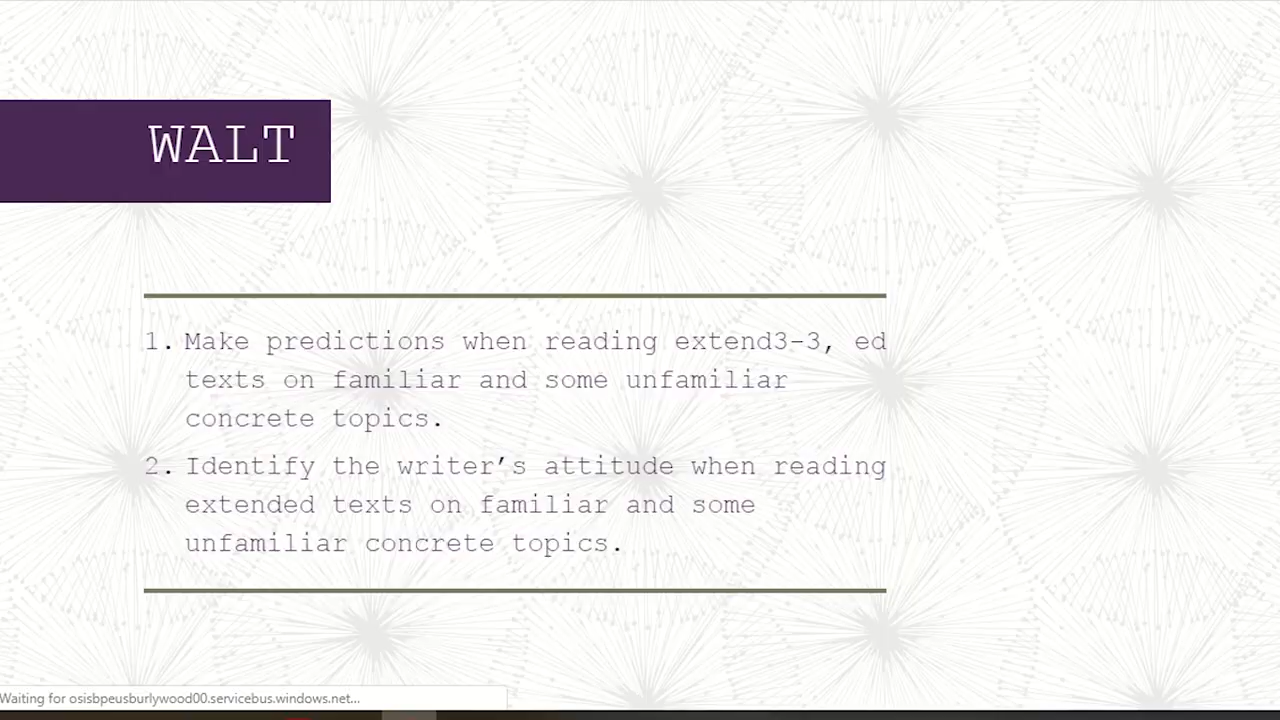 WALT
1. Make predictions when reading extend3-3, ed
texts on familiar and some unfamiliar
concrete topics.
2. Identify the writer’s attitude when reading
extended texts on familiar and some
unfamiliar concrete topics.
Waiting for osisbpeusburlywood00.servicebus.windows.net...